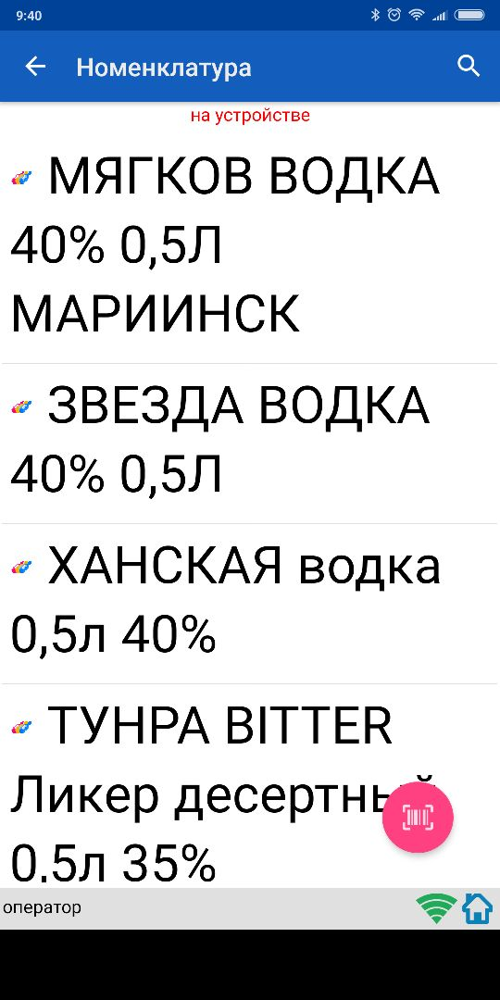 9:40
Номенклатура
на устройстве
МЯГКОВ ВОДКА
40% 0,5Л
МАРИИНСК
ЗВЕЗДА ВОДКА
40% 0,5Л
ХАНСКАЯ водка
0,5л 40%
ТУНРА BITTER
Ликер
0,5л 35%
оператор